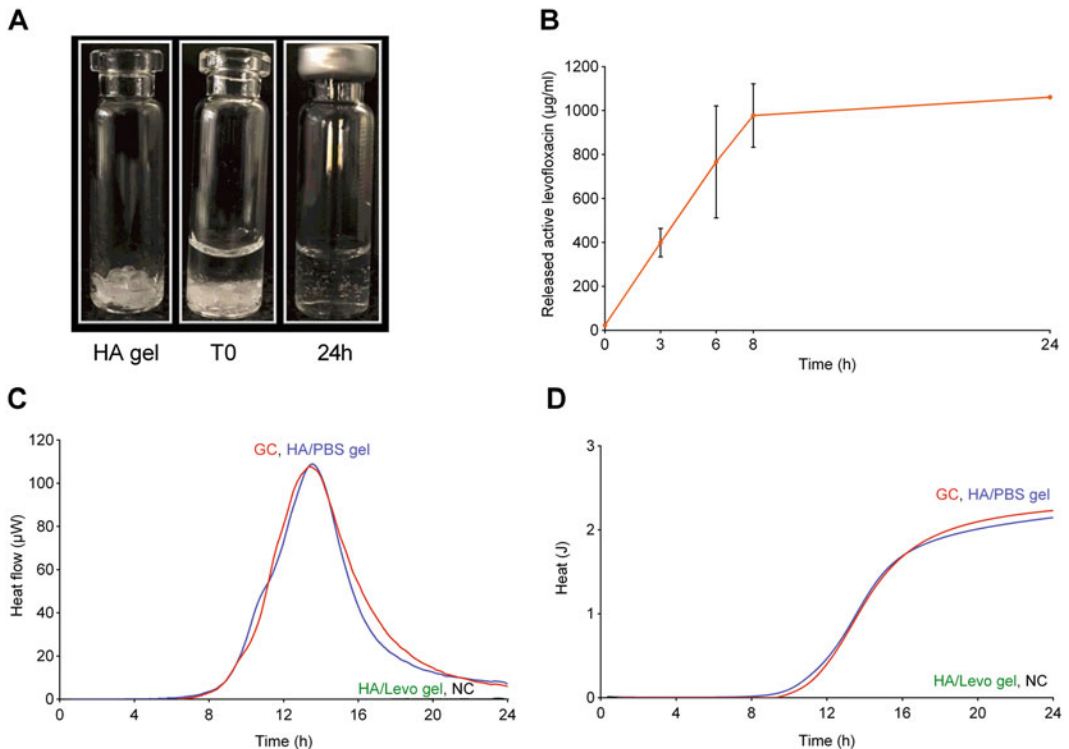 A
HA gel T0 24h
B
1200
1000
800
600
400
200
0
Released active levofloxacin (µg/ml)
0 3 6 8 24
Time (h)
C
120
100
80
60
40
20
0
Heat flow (µW)
GC, HA/PBS gel
HA/Levo gel, NC
0 4 8 12 16 20 24
Time (h)
D
3
2
1
0
Heat (J)
GC, HA/PBS gel
HA/Levo gel, NC
0 4 8 12 16 20 24
Time (h)